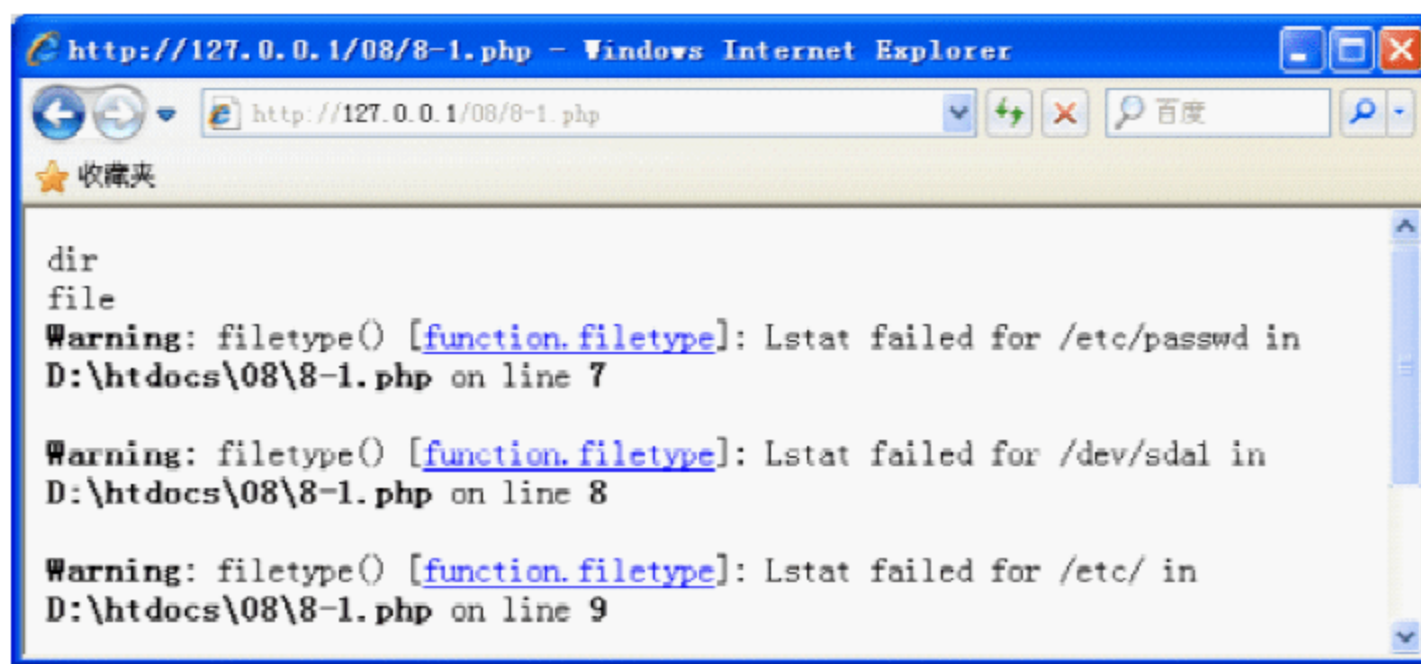 http://127.0.0.1/08/8-1.php - Windows Internet Explorer
http://127.0.0.1/08/8-1.php
百度
收藏夹
dir
file
Warning: filetype() [function.filetype]: Lstat failed for /etc/passwd in
D:\htdocs\08\8-1.php on line 7
Warning: filetype() [function.filetype]: Lstat failed for /dev/sda1 in
D:\htdocs\08\8-1.php on line 8
Warning: filetype() [function.filetype]: Lstat failed for /etc/ in
D:\htdocs\08\8-1.php on line 9